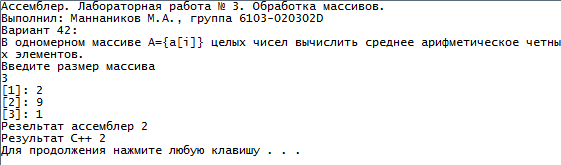 Ассемблер. Лабораторная работа № 3. Обработка массивов.
Выполнил: Маннаников М.А., группа 6103-020302D
Вариант 42:
В одномерном массиве A={a[i]} целых чисел вычислить среднее арифметическое четны
х элементов.
Введите размер массива
3
[1]: 2
[2]: 9
[3]: 1
Резельтат ассемблер 2
Результат C++ 2
Для продолжения нажмите любую клавишу . . .